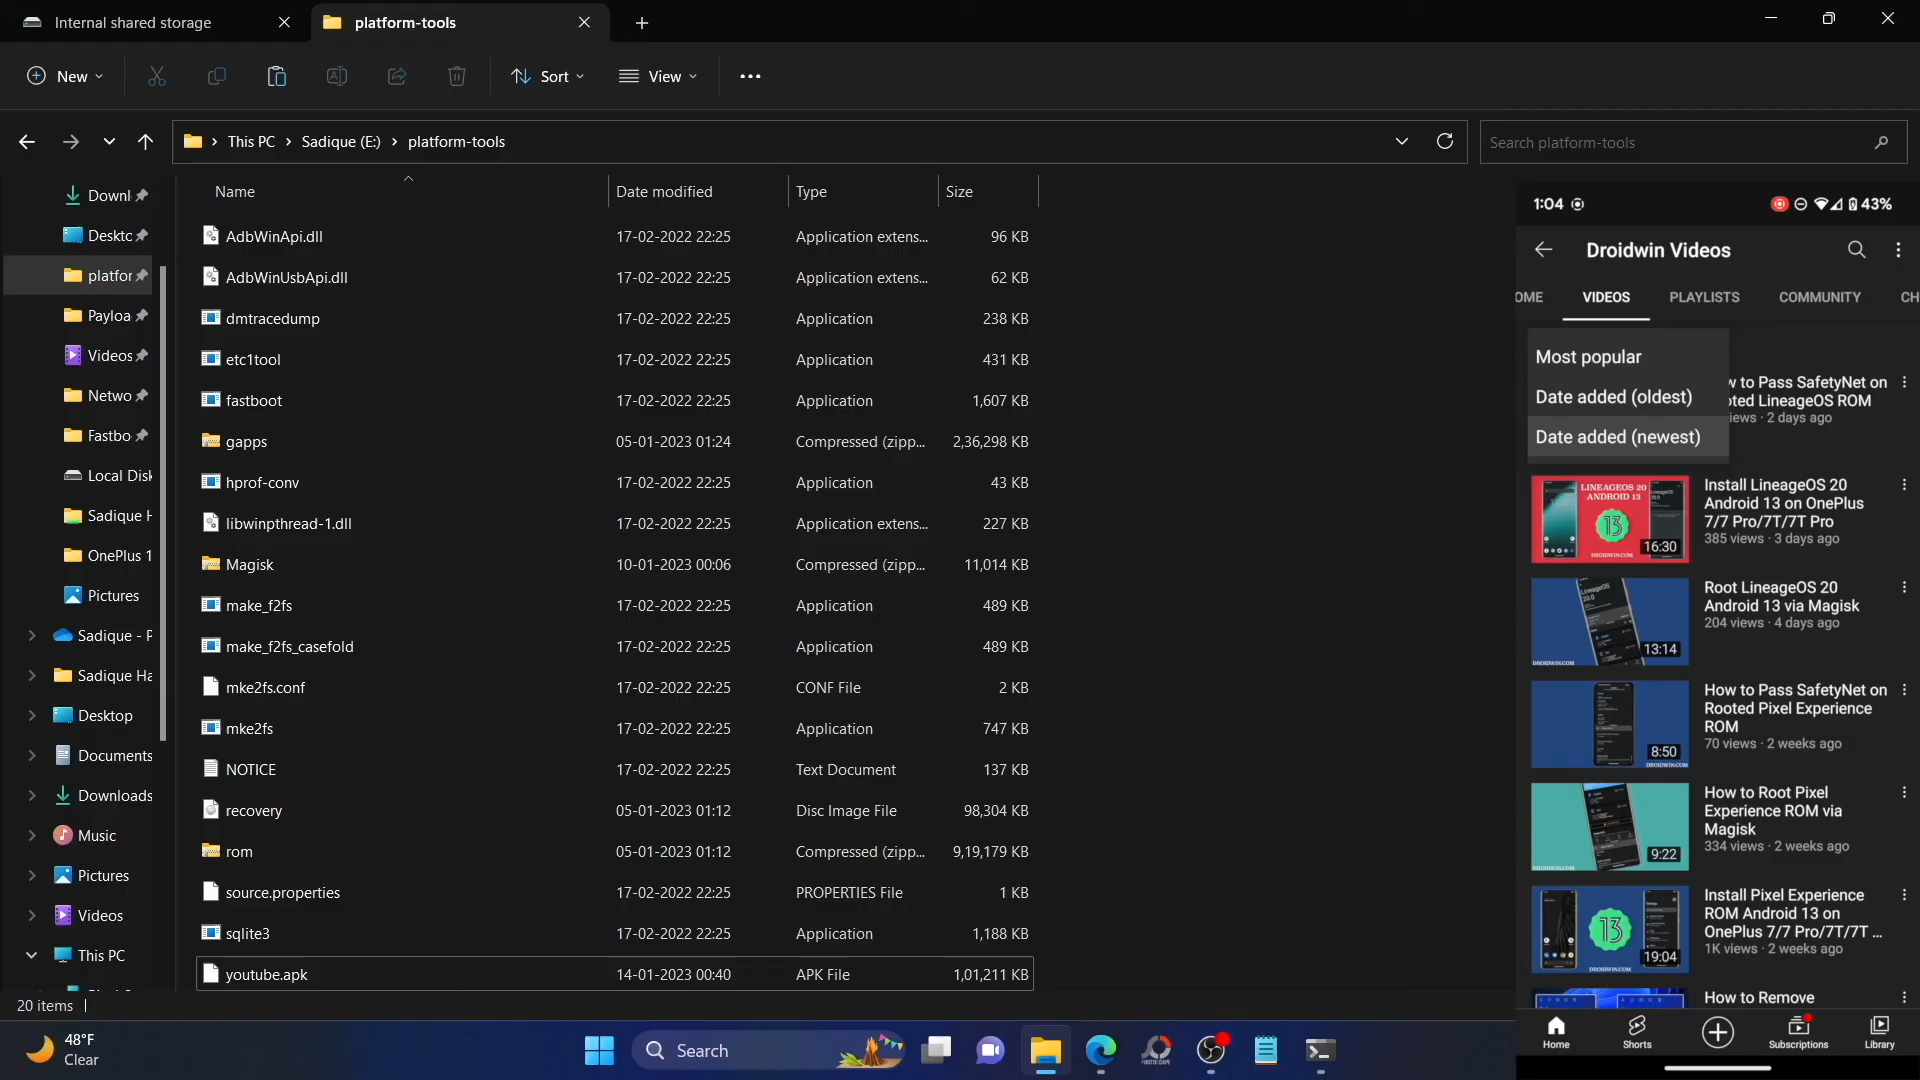 Internal shared storage
platform-tools
New
Sort
View
This PC
Sadique (E:)
platform-tools
Search platform-tools
Name
Date modified
Type
Size
Downl
Deskto
platfor
Payloa
Videos
Netwo
Fastbo
Local Disk
Sadique H
OnePlus 1
Pictures
Sadique - P
Sadique Ha
Desktop
Documents
Downloads
Music
Pictures
Videos
This PC
AdbWinApi.dll 17-02-2022 22:25 Application extens... 96 KB
AdbWinUsbApi.dll 17-02-2022 22:25 Application extens... 62 KB
dmtracedump 17-02-2022 22:25 Application 238 KB
etc1tool 17-02-2022 22:25 Application 431 KB
fastboot 17-02-2022 22:25 Application 1,607 KB
gapps 05-01-2023 01:24 Compressed (zipp... 2,36,298 KB
hprof-conv 17-02-2022 22:25 Application 43 KB
libwinpthread-1.dll 17-02-2022 22:25 Application extens... 227 KB
Magisk 10-01-2023 00:06 Compressed (zipp... 11,014 KB
make_f2fs 17-02-2022 22:25 Application 489 KB
make_f2fs_casefold 17-02-2022 22:25 Application 489 KB
mke2fs.conf 17-02-2022 22:25 CONF File 2 KB
mke2fs 17-02-2022 22:25 Application 747 KB
NOTICE 17-02-2022 22:25 Text Document 137 KB
recovery 05-01-2023 01:12 Disc Image File 98,304 KB
rom 05-01-2023 01:12 Compressed (zipp... 9,19,179 KB
source.properties 17-02-2022 22:25 PROPERTIES File 1 KB
sqlite3 17-02-2022 22:25 Application 1,188 KB
youtube.apk 14-01-2023 00:40 APK File 1,01,211 KB
20 items
48°F
Clear
Search
1:04
43%
Droidwin Videos
OME
VIDEOS
PLAYLISTS
COMMUNITY
CH
Most popular
Date added (oldest)
Date added (newest)
w to Pass SafetyNet on
oted LineageOS ROM
iews · 2 days ago
LINEAGEOS 20
ANDROID 13
13
16:30
DROIDWIN.COM
Install LineageOS 20
Android 13 on OnePlus
7/7 Pro/7T/7T Pro
385 views · 3 days ago
13:14
DROIDWIN.COM
Root LineageOS 20
Android 13 via Magisk
204 views · 4 days ago
8:50
DROIDWIN.COM
How to Pass SafetyNet on
Rooted Pixel Experience
ROM
70 views · 2 weeks ago
9:22
How to Root Pixel
Experience ROM via
Magisk
334 views · 2 weeks ago
13
19:04
DROIDWIN.COM
Install Pixel Experience
ROM Android 13 on
OnePlus 7/7 Pro/7T/7T ...
1K views · 2 weeks ago
How to Remove
Home
Shorts
Subscriptions
Library